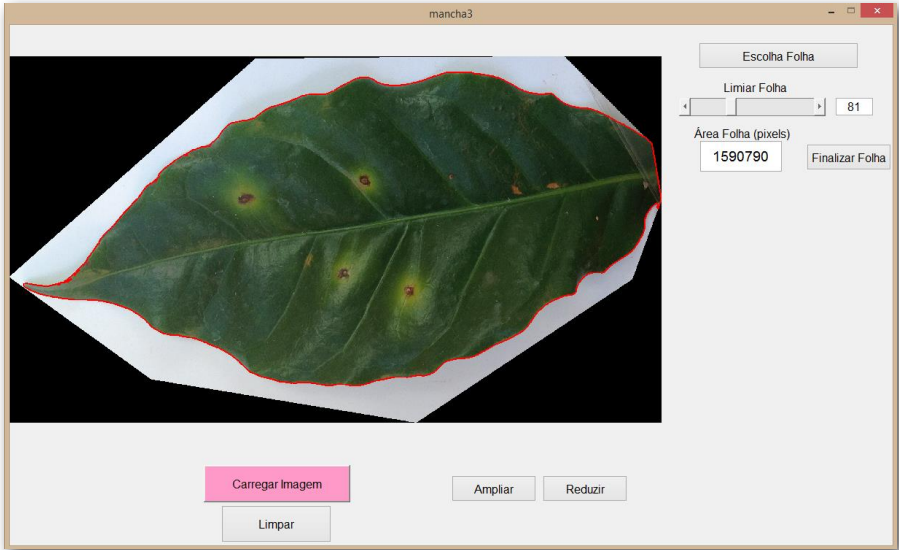 mancha3
Escolha Folha
Limiar Folha
81
Área Folha (pixels)
1590790
Finalizar Folha
Carregar Imagem
Ampliar
Reduzir
Limpar